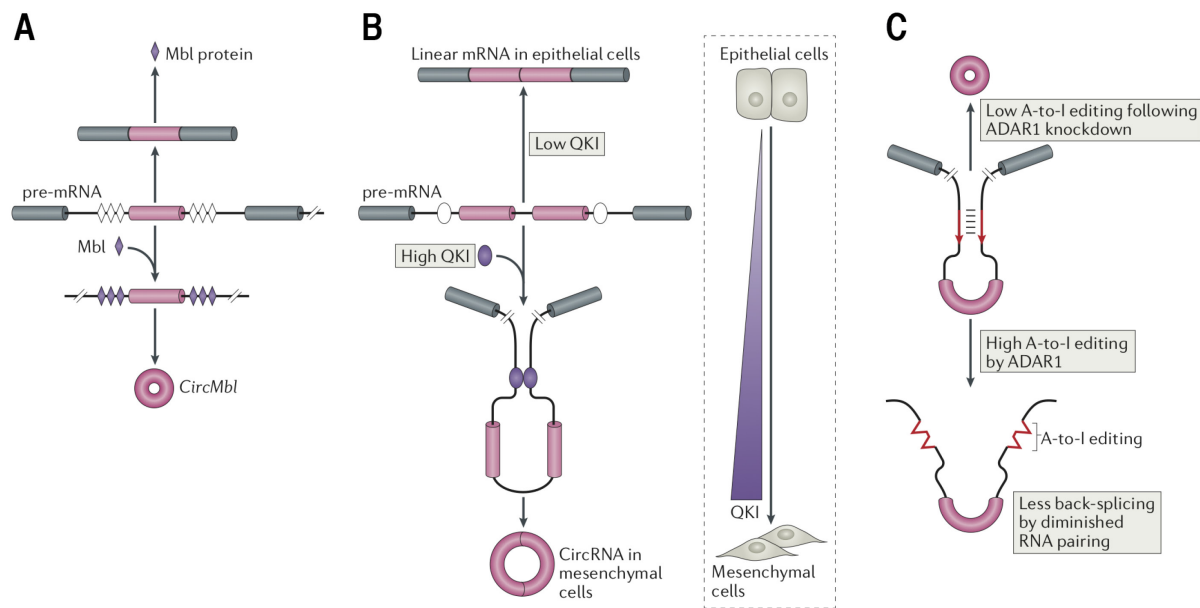 A
Mbl protein
pre-mRNA
Mbl
CircMbl
B
Linear mRNA in epithelial cells
Low QKI
pre-mRNA
High QKI
CircRNA in
mesenchymal
cells
Epithelial cells
QKI
Mesenchymal
cells
C
Low A-to-I editing following
ADAR1 knockdown
High A-to-I editing
by ADAR1
A-to-I editing
Less back-splicing
by diminished
RNA pairing